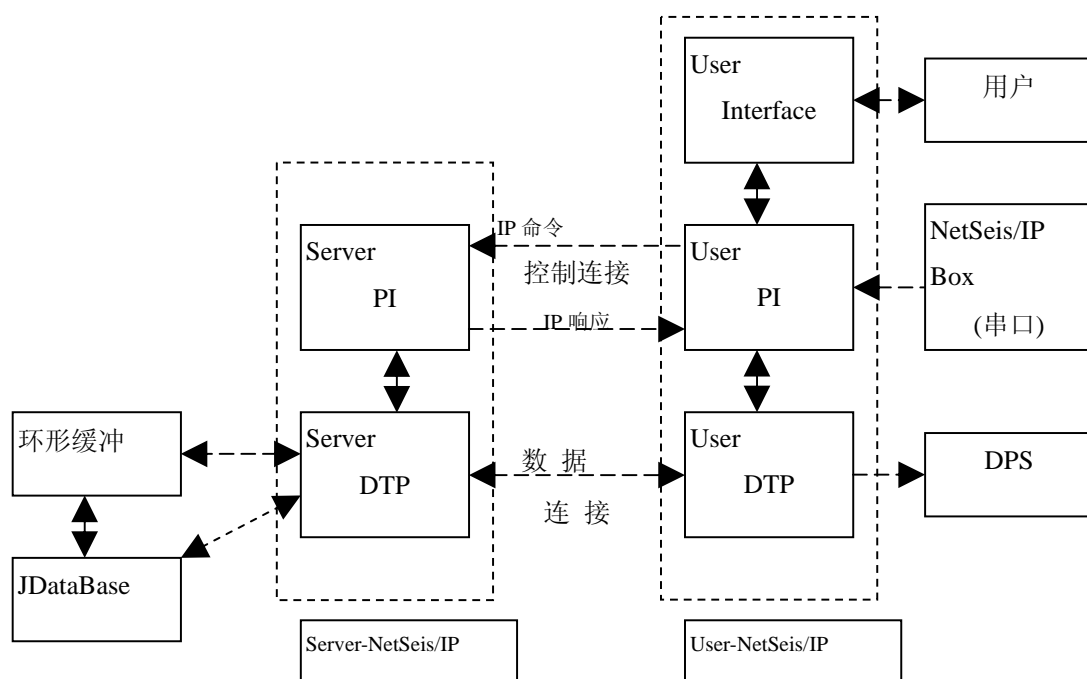 User
Interface
用户
IP 命令
控制连接
IP 响应
Server
PI
User
PI
NetSeis/IP
Box
(串口)
环形缓冲
JDataBase
Server
DTP
数 据
连 接
User
DTP
DPS
Server-NetSeis/IP
User-NetSeis/IP